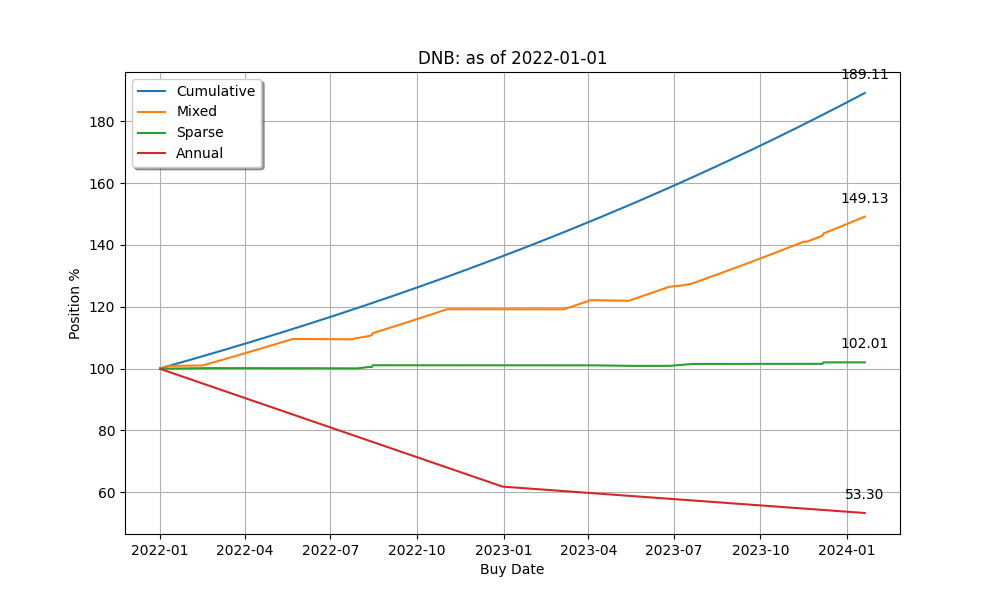 DNB: as of 2022-01-01
Cumulative
Mixed
Sparse
Annual
189.11
149.13
102.01
53.30
180
160
140
120
100
80
60
Position %
2022-01 2022-04 2022-07 2022-10 2023-01 2023-04 2023-07 2023-10 2024-01
Buy Date